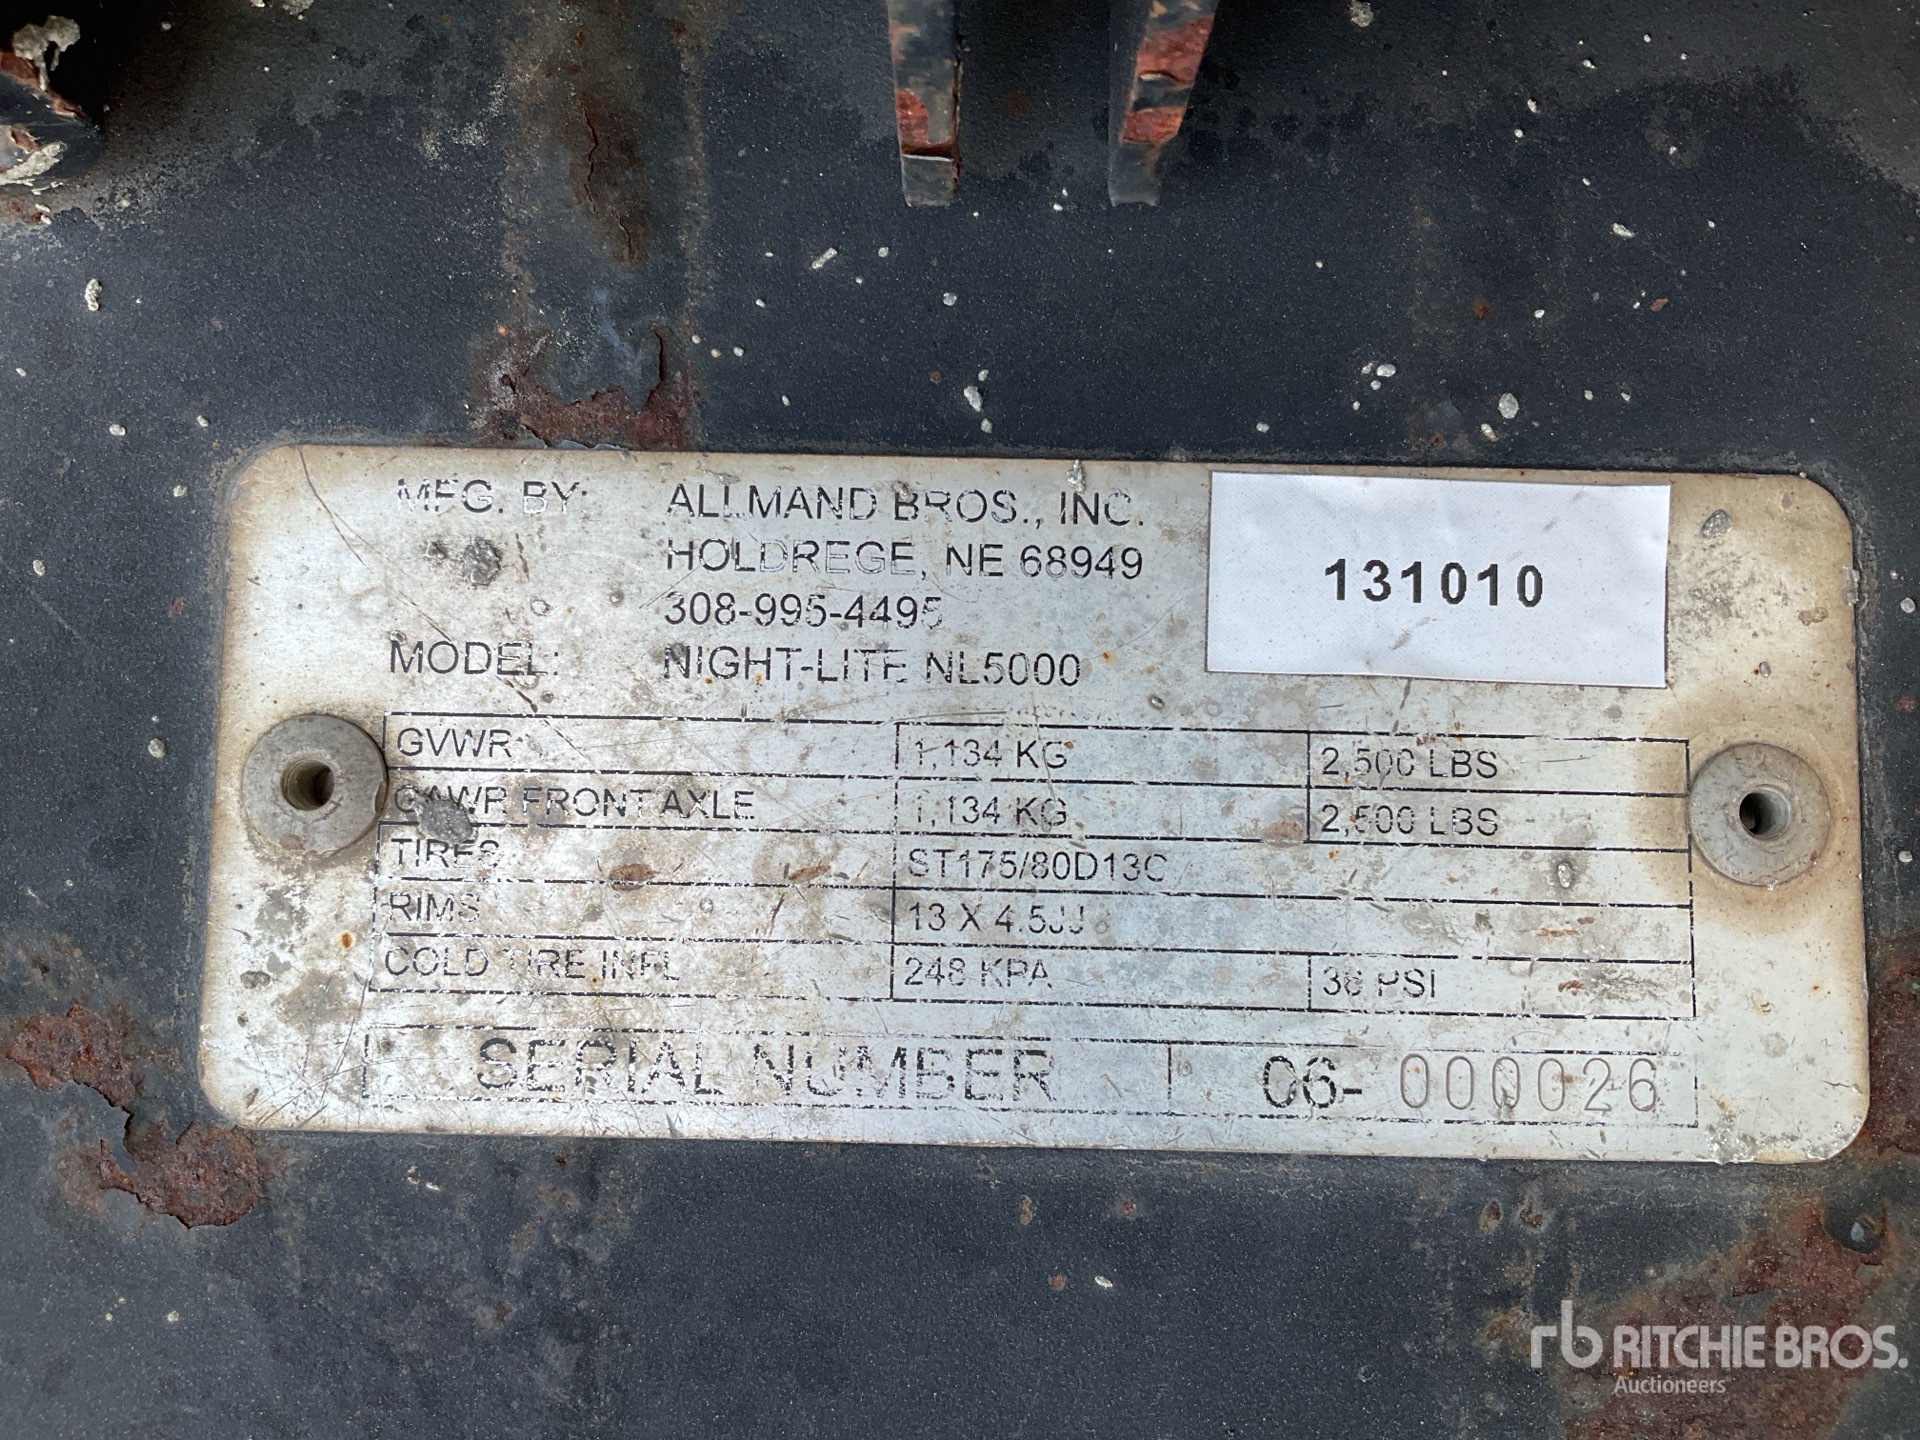 MFG. BY: ALLMAND BROS., INC.
HOLDREGE, NE 68949
308-995-4495
131010
MODEL: NIGHT-LITE NL5000
GVWR 1,134 KG 2,500 LBS
GAWR FRONT AXLE 1,134 KG 2,500 LBS
TIRES ST175/80D13C
RIMS 13 X 4.5JJ
COLD TIRE INFL 248 KPA 36 PSI
SERIAL NUMBER 06-000026
rb RITCHIE BROS.
Auctioneers